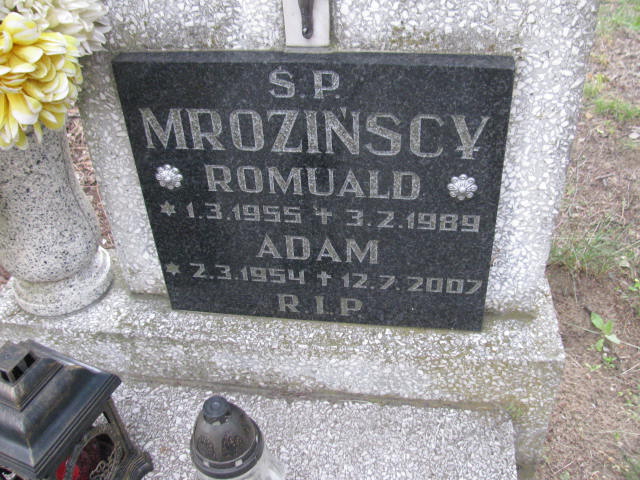 Ś.P.
MROZIŃSCY
ROMUALD
* 1.3.1955 + 3.2.1989
ADAM
* 2.3.1954 + 12.7.2007
R.I.P.